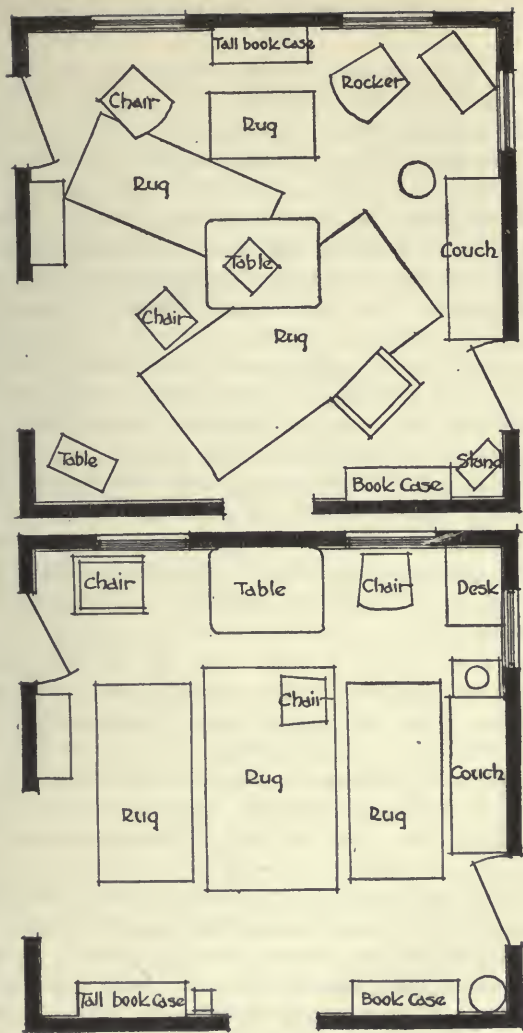 Tall book Case
Rocker
Chair
Rug
Rug
Couch
Table
Chair
Rug
Table
Stand
Book Case
Chair
Table
Chair
Desk
Chair
Rug
Couch
Rug
Rug
Tall book Case
Book Case